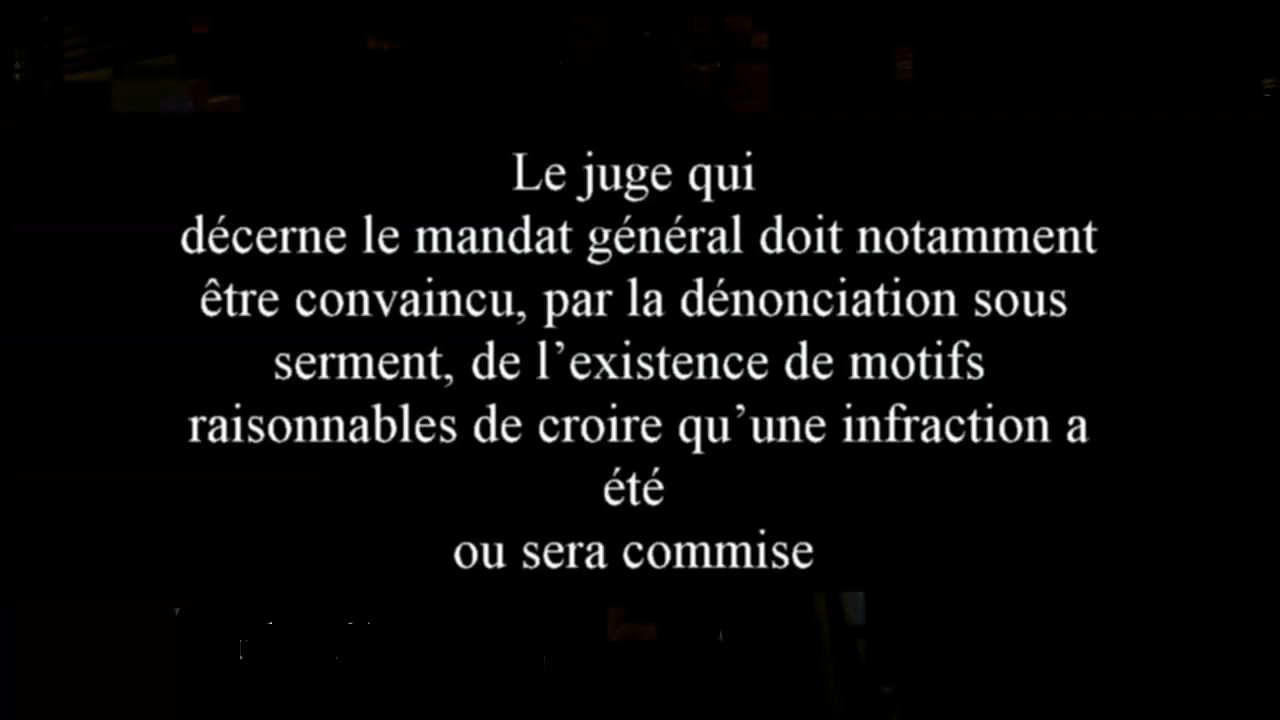 Le juge qui
décerne le mandat général doit notamment
être convaincu, par la dénonciation sous
serment, de l’existence de motifs
raisonnables de croire qu’une infraction a
été
ou sera commise